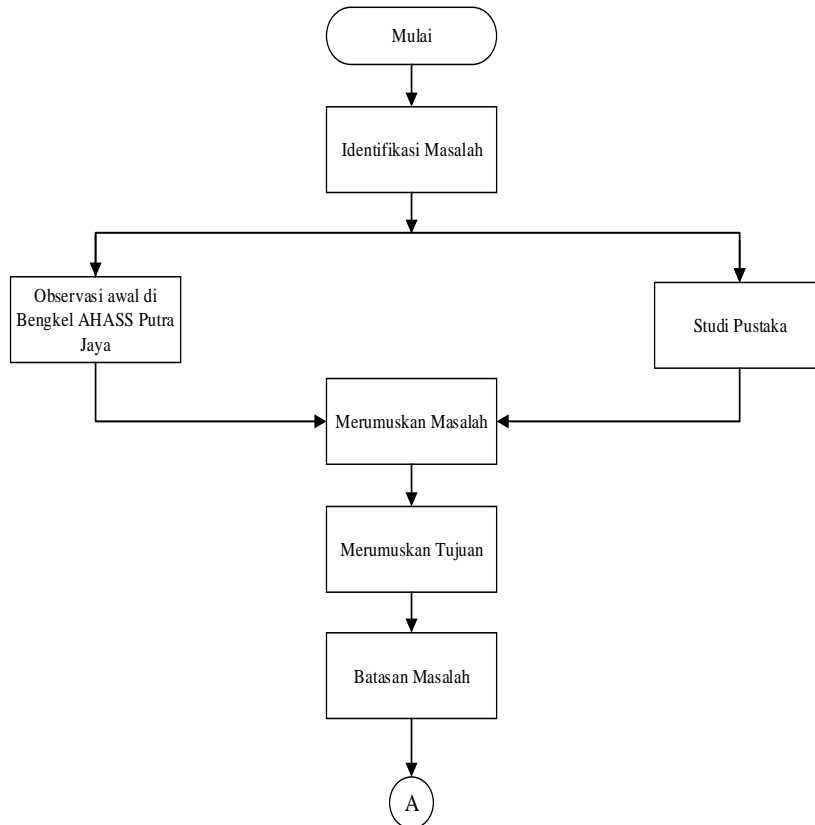 Mulai
Identifikasi Masalah
Observasi awal di
Bengkel AHASS Putra
Jaya
Studi Pustaka
Merumuskan Masalah
Merumuskan Tujuan
Batasan Masalah
A